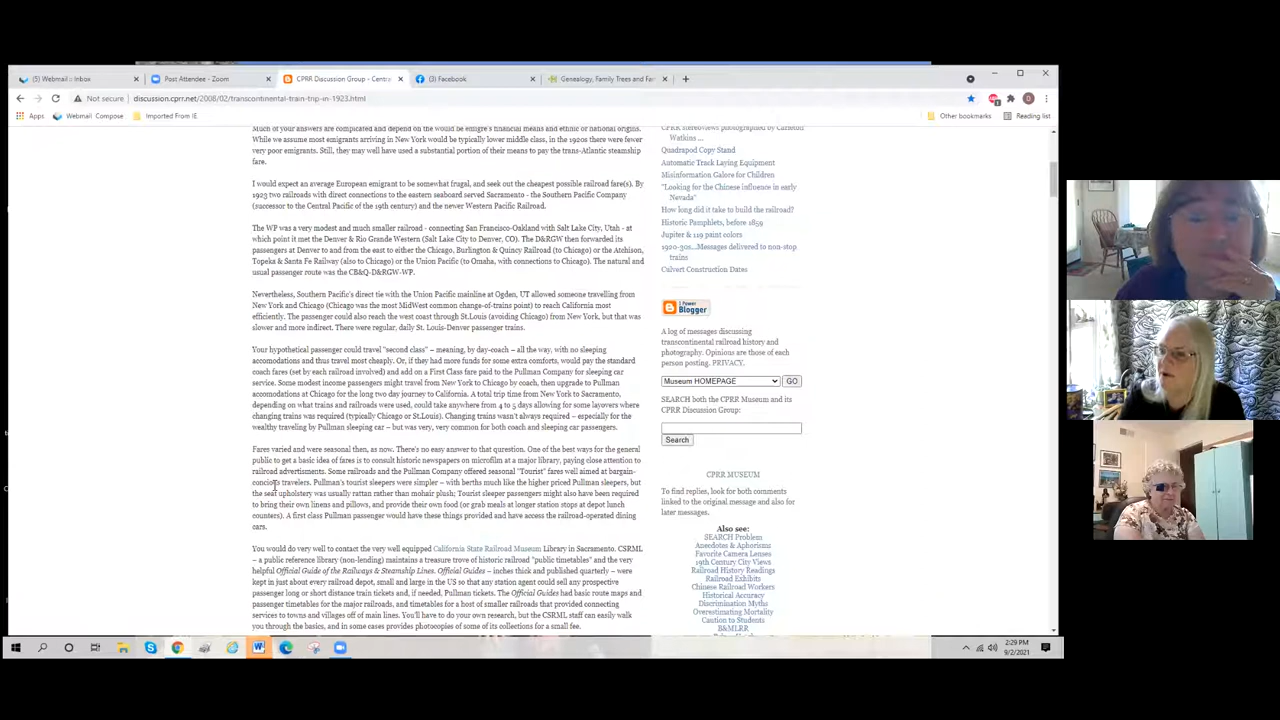 (5) Webmail :: Inbox
Post Attendee - Zoom
CPRR Discussion Group - Centra
(3) Facebook
Genealogy, Family Trees and Fam
Not secure
discussion.cprr.net/2008/02/transcontinental-train-trip-in-1923.html
Apps
Webmail
Compose
Imported From IE
Other bookmarks
Reading list
Much of your answers are complicated and depend on the would be emigre's financial means and ethnic or national origins.
While we assume most emigrants arriving in New York would be typically lower middle class, in the 1920s there were fewer
very poor emigrants. Still, they may well have used a substantial portion of their means to pay the trans-Atlantic steamship
fare.
I would expect an average European emigrant to be somewhat frugal, and seek out the cheapest possible railroad fare(s). By
1923 two railroads with direct connections to the eastern seaboard served Sacramento - the Southern Pacific Company
(successor to the Central Pacific of the 19th century) and the newer Western Pacific Railroad.
The WP was a very modest and much smaller railroad - connecting San Francisco-Oakland with Salt Lake City, Utah - at
which point it met the Denver & Rio Grande Western (Salt Lake City to Denver, CO). The D&RGW then forwarded its
passengers at Denver to and from the east to either the Chicago, Burlington & Quincy Railroad (to Chicago) or the Atchison,
Topeka & Santa Fe Railway (also to Chicago) or the Union Pacific (to Omaha, with connections to Chicago). The natural and
usual passenger route was the CB&Q-D&RGW-WP.
Nevertheless, Southern Pacific's direct tie with the Union Pacific mainline at Ogden, UT allowed someone travelling from
New York and Chicago (Chicago was the most MidWest common change-of-trains point) to reach California most
efficiently. The passenger could also reach the west coast through St.Louis (avoiding Chicago) from New York, but that was
slower and more indirect. There were regular, daily St. Louis-Denver passenger trains.
Your hypothetical passenger could travel "second class" – meaning, by day-coach – all the way, with no sleeping
accomodations and thus travel most cheaply. Or, if they had more funds for some extra comforts, would pay the standard
coach fares (set by each railroad involved) and add on a First Class fare paid to the Pullman Company for sleeping car
service. Some modest income passengers might travel from New York to Chicago by coach, then upgrade to Pullman
accomodations at Chicago for the long two day journey to California. A total trip time from New York to Sacramento,
depending on what trains and railroads were used, could take anywhere from 4 to 5 days allowing for some layovers where
changing trains was required (typically Chicago or St.Louis). Changing trains wasn't always required – especially for the
wealthy traveling by Pullman sleeping car – but was very, very common for both coach and sleeping car passengers.
Fares varied and were seasonal then, as now. There's no easy answer to that question. One of the best ways for the general
public to get a basic idea of fares is to consult historic newspapers on microfilm at a major library, paying close attention to
railroad advertisments. Some railroads and the Pullman Company offered seasonal "Tourist" fares well aimed at bargain-
concious travelers. Pullman's tourist sleepers were simpler – with berths much like the higher priced Pullman sleepers, but
the seat upholstery was usually rattan rather than mohair plush; Tourist sleeper passengers might also have been required
to bring their own linens and pillows, and provide their own food (or grab meals at longer station stops at depot lunch
counters). A first class Pullman passenger would have these things provided and have access the railroad-operated dining
cars.
You would do very well to contact the very well equipped California State Railroad Museum Library in Sacramento. CSRML
– a public reference library (non-lending) maintains a treasure trove of historic railroad "public timetables" and the very
helpful Official Guide of the Railways & Steamship Lines. Official Guides – inches thick and published quarterly – were
kept in just about every railroad depot, small and large in the US so that any station agent could sell any prospective
passenger long or short distance train tickets and, if needed, Pullman tickets. The Official Guides had basic route maps and
passenger timetables for the major railroads, and timetables for a host of smaller railroads that provided connecting
services to towns and villages off of main lines. You'll have to do your own research, but the CSRML staff can easily walk
you through the basics, and in some cases provides photocopies of some of its collections for a small fee.
CPRR stereoviews photographed by Carleton
Watkins ...
Quadrapod Copy Stand
Automatic Track Laying Equipment
Misinformation Galore for Children
"Looking for the Chinese influence in early
Nevada"
How long did it take to build the railroad?
Historic Pamphlets, before 1859
Jupiter & 119 paint colors
1920-30s...Messages delivered to non-stop
trains
Calvert Construction Dates
I Power
Blogger
A log of messages discussing
transcontinental railroad history and
photography. Opinions are those of each
person posting. PRIVACY.
Museum HOMEPAGE
GO
SEARCH both the CPRR Museum and its
CPRR Discussion Group:
Search
CPRR MUSEUM
To find replies, look for both comments
linked to the original message and also for
later messages.
Also see:
SEARCH Problem
Anecdotes & Aphorisms
Favorite Camera Lenses
19th Century City Views
Railroad History Readings
Railroad Exhibits
Chinese Railroad Workers
Historical Accuracy
Discrimination Myths
Overestimating Mortality
Caution to Students
B&MLRR
2:29 PM
9/2/2021